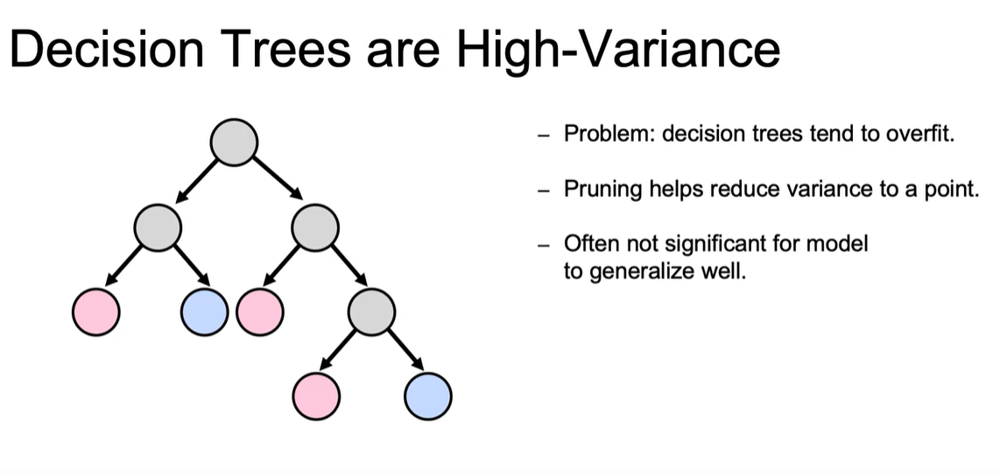 Decision Trees are High-Variance
– Problem: decision trees tend to overfit.
– Pruning helps reduce variance to a point.
– Often not significant for model
to generalize well.